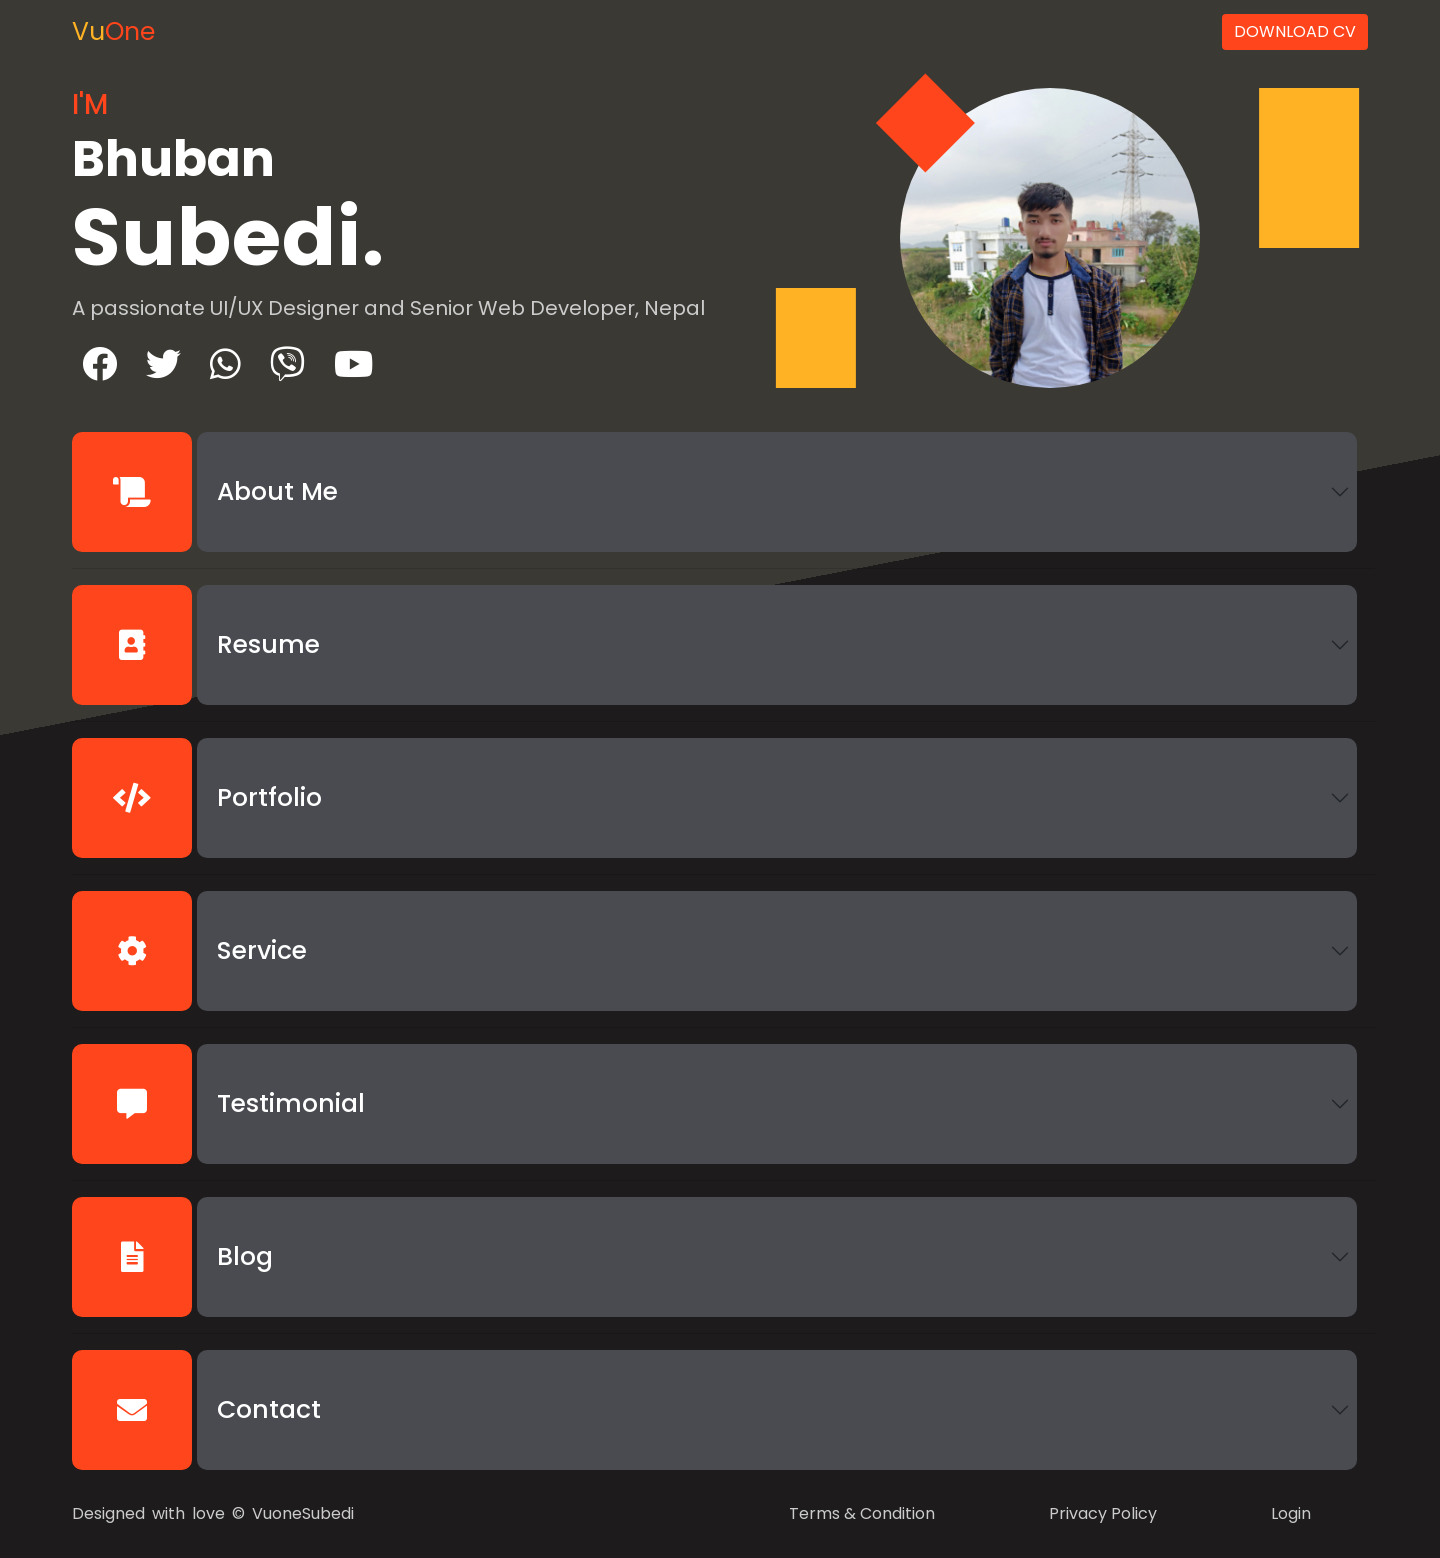 VuOne
DOWNLOAD CV
I'M
Bhuban
Subedi.
A passionate UI/UX Designer and Senior Web Developer, Nepal
About Me
Resume
Portfolio
Service
Testimonial
Blog
Contact
Designed with love © VuoneSubedi
Terms & Condition
Privacy Policy
Login